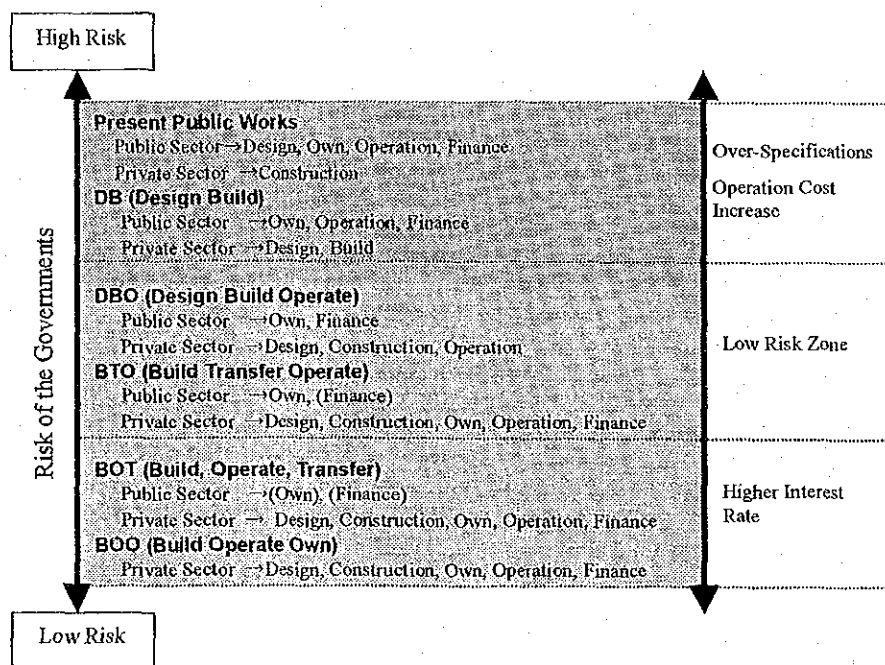 High Risk
Risk of the Governments
Present Public Works
Public Sector→Design, Own, Operation, Finance
Private Sector →Construction
DB (Design Build)
Public Sector →Own, Operation, Finance
Private Sector →Design, Build
DBO (Design Build Operate)
Public Sector →Own, Finance
Private Sector →Design, Construction, Operation
BTO (Build Transfer Operate)
Public Sector →Own, (Finance)
Private Sector →Design, Construction, Own, Operation, Finance
BOT (Build, Operate, Transfer)
Public Sector →(Own), (Finance)
Private Sector → Design, Construction, Own, Operation, Finance
BOO (Build Operate Own)
Private Sector →Design, Construction, Own, Operation, Finance
Over-Specifications
Operation Cost
Increase
Low Risk Zone
Higher Interest
Rate
Low Risk